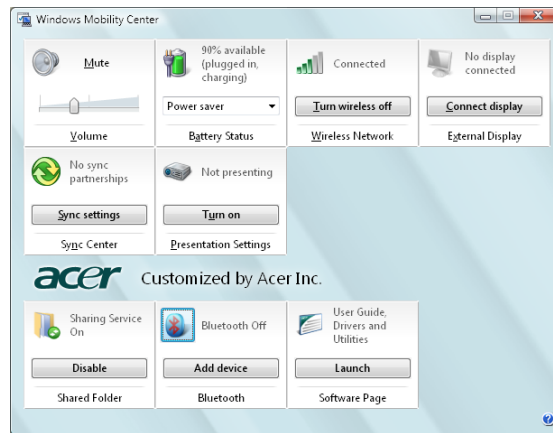 Windows Mobility Center
Mute
Volume
90% available
(plugged in,
charging)
Power saver
Battery Status
Connected
Turn wireless off
Wireless Network
No display
connected
Connect display
External Display
No sync
partnerships
Sync settings
Sync Center
Not presenting
Turn on
Presentation Settings
acer Customized by Acer Inc.
Sharing Service
On
Disable
Shared Folder
Bluetooth Off
Add device
Bluetooth
User Guide,
Drivers and
Utilities
Launch
Software Page